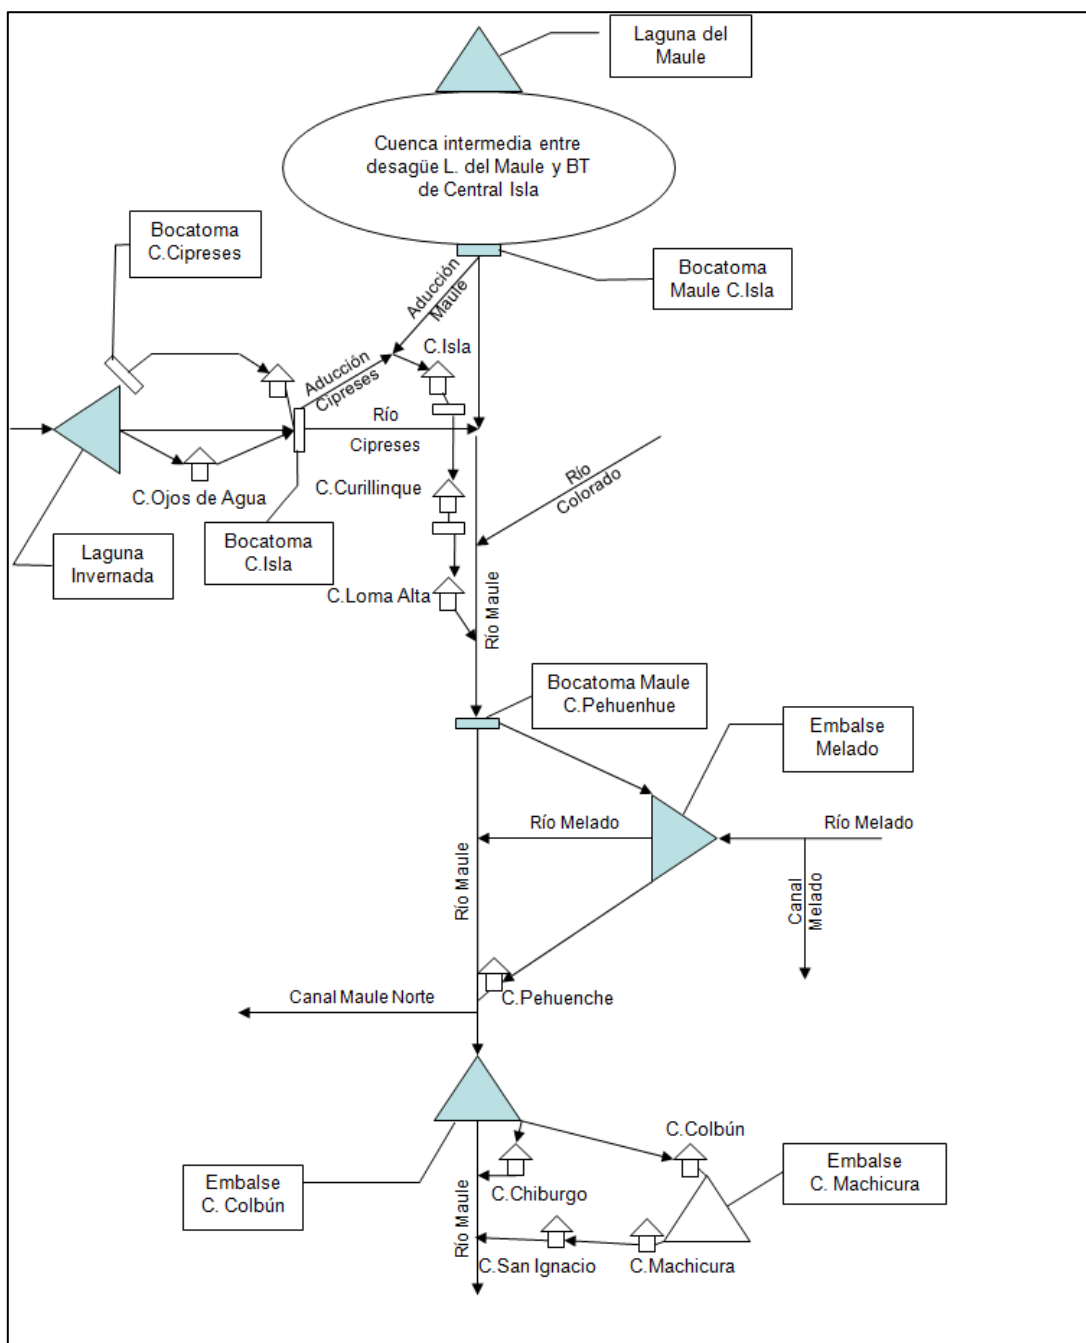 Laguna del
Maule
Cuenca intermedia entre
desagüe L. del Maule y BT
de Central Isla
Bocatoma
C.Cipreses
Bocatoma
Maule C.Isla
Aducción
Maule
C.Isla
Aducción
Cipreses
Río
Cipreses
Río
Colorado
C.Ojos de Agua
C.Curillinque
Laguna
Invernada
Bocatoma
C.Isla
C.Loma Alta
Río Maule
Bocatoma Maule
C.Pehuenhue
Embalse
Melado
Río Melado
Río Melado
Río Maule
Canal
Melado
C.Pehuenche
Canal Maule Norte
C.Colbún
Embalse
C. Machicura
Embalse
C. Colbún
C.Chiburgo
Río Maule
C.San Ignacio
C.Machicura